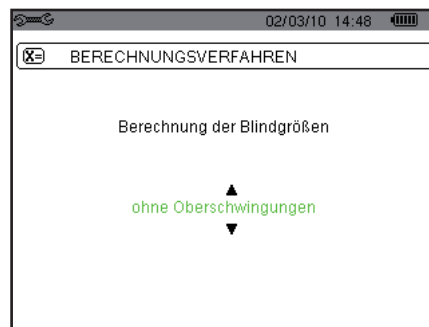 02/03/10 14:48
X= BERECHNUNGSVERFAHREN
Berechnung der Blindgrößen
ohne Oberschwingungen